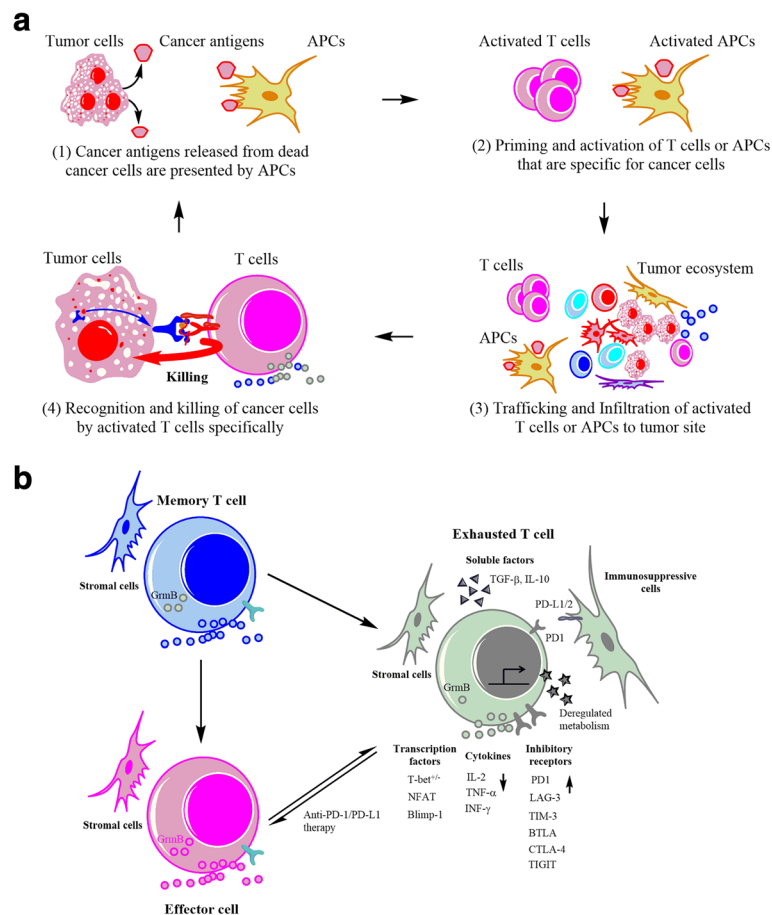 a
Tumor cells
Cancer antigens
APCs
(1) Cancer antigens released from dead
cancer cells are presented by APCs
Activated T cells
Activated APCs
(2) Priming and activation of T cells or APCs
that are specific for cancer cells
T cells
Tumor ecosystem
APCs
(3) Trafficking and Infiltration of activated
T cells or APCs to tumor site
Tumor cells
T cells
Killing
(4) Recognition and killing of cancer cells
by activated T cells specifically
b
Memory T cell
Stromal cells
GrmB
Exhausted T cell
Soluble factors
TGF-β, IL-10
Immunosuppressive
cells
PD-L1/2
PD1
Stromal cells
GrmB
Deregulated
metabolism
Transcription
factors
T-bet+/-
NFAT
Blimp-1
Cytokines
IL-2
TNF-α
INF-γ
Inhibitory
receptors
PD1
LAG-3
TIM-3
BTLA
CTLA-4
TIGIT
Anti-PD-1/PD-L1
therapy
Stromal cells
GrmB
Effector cell